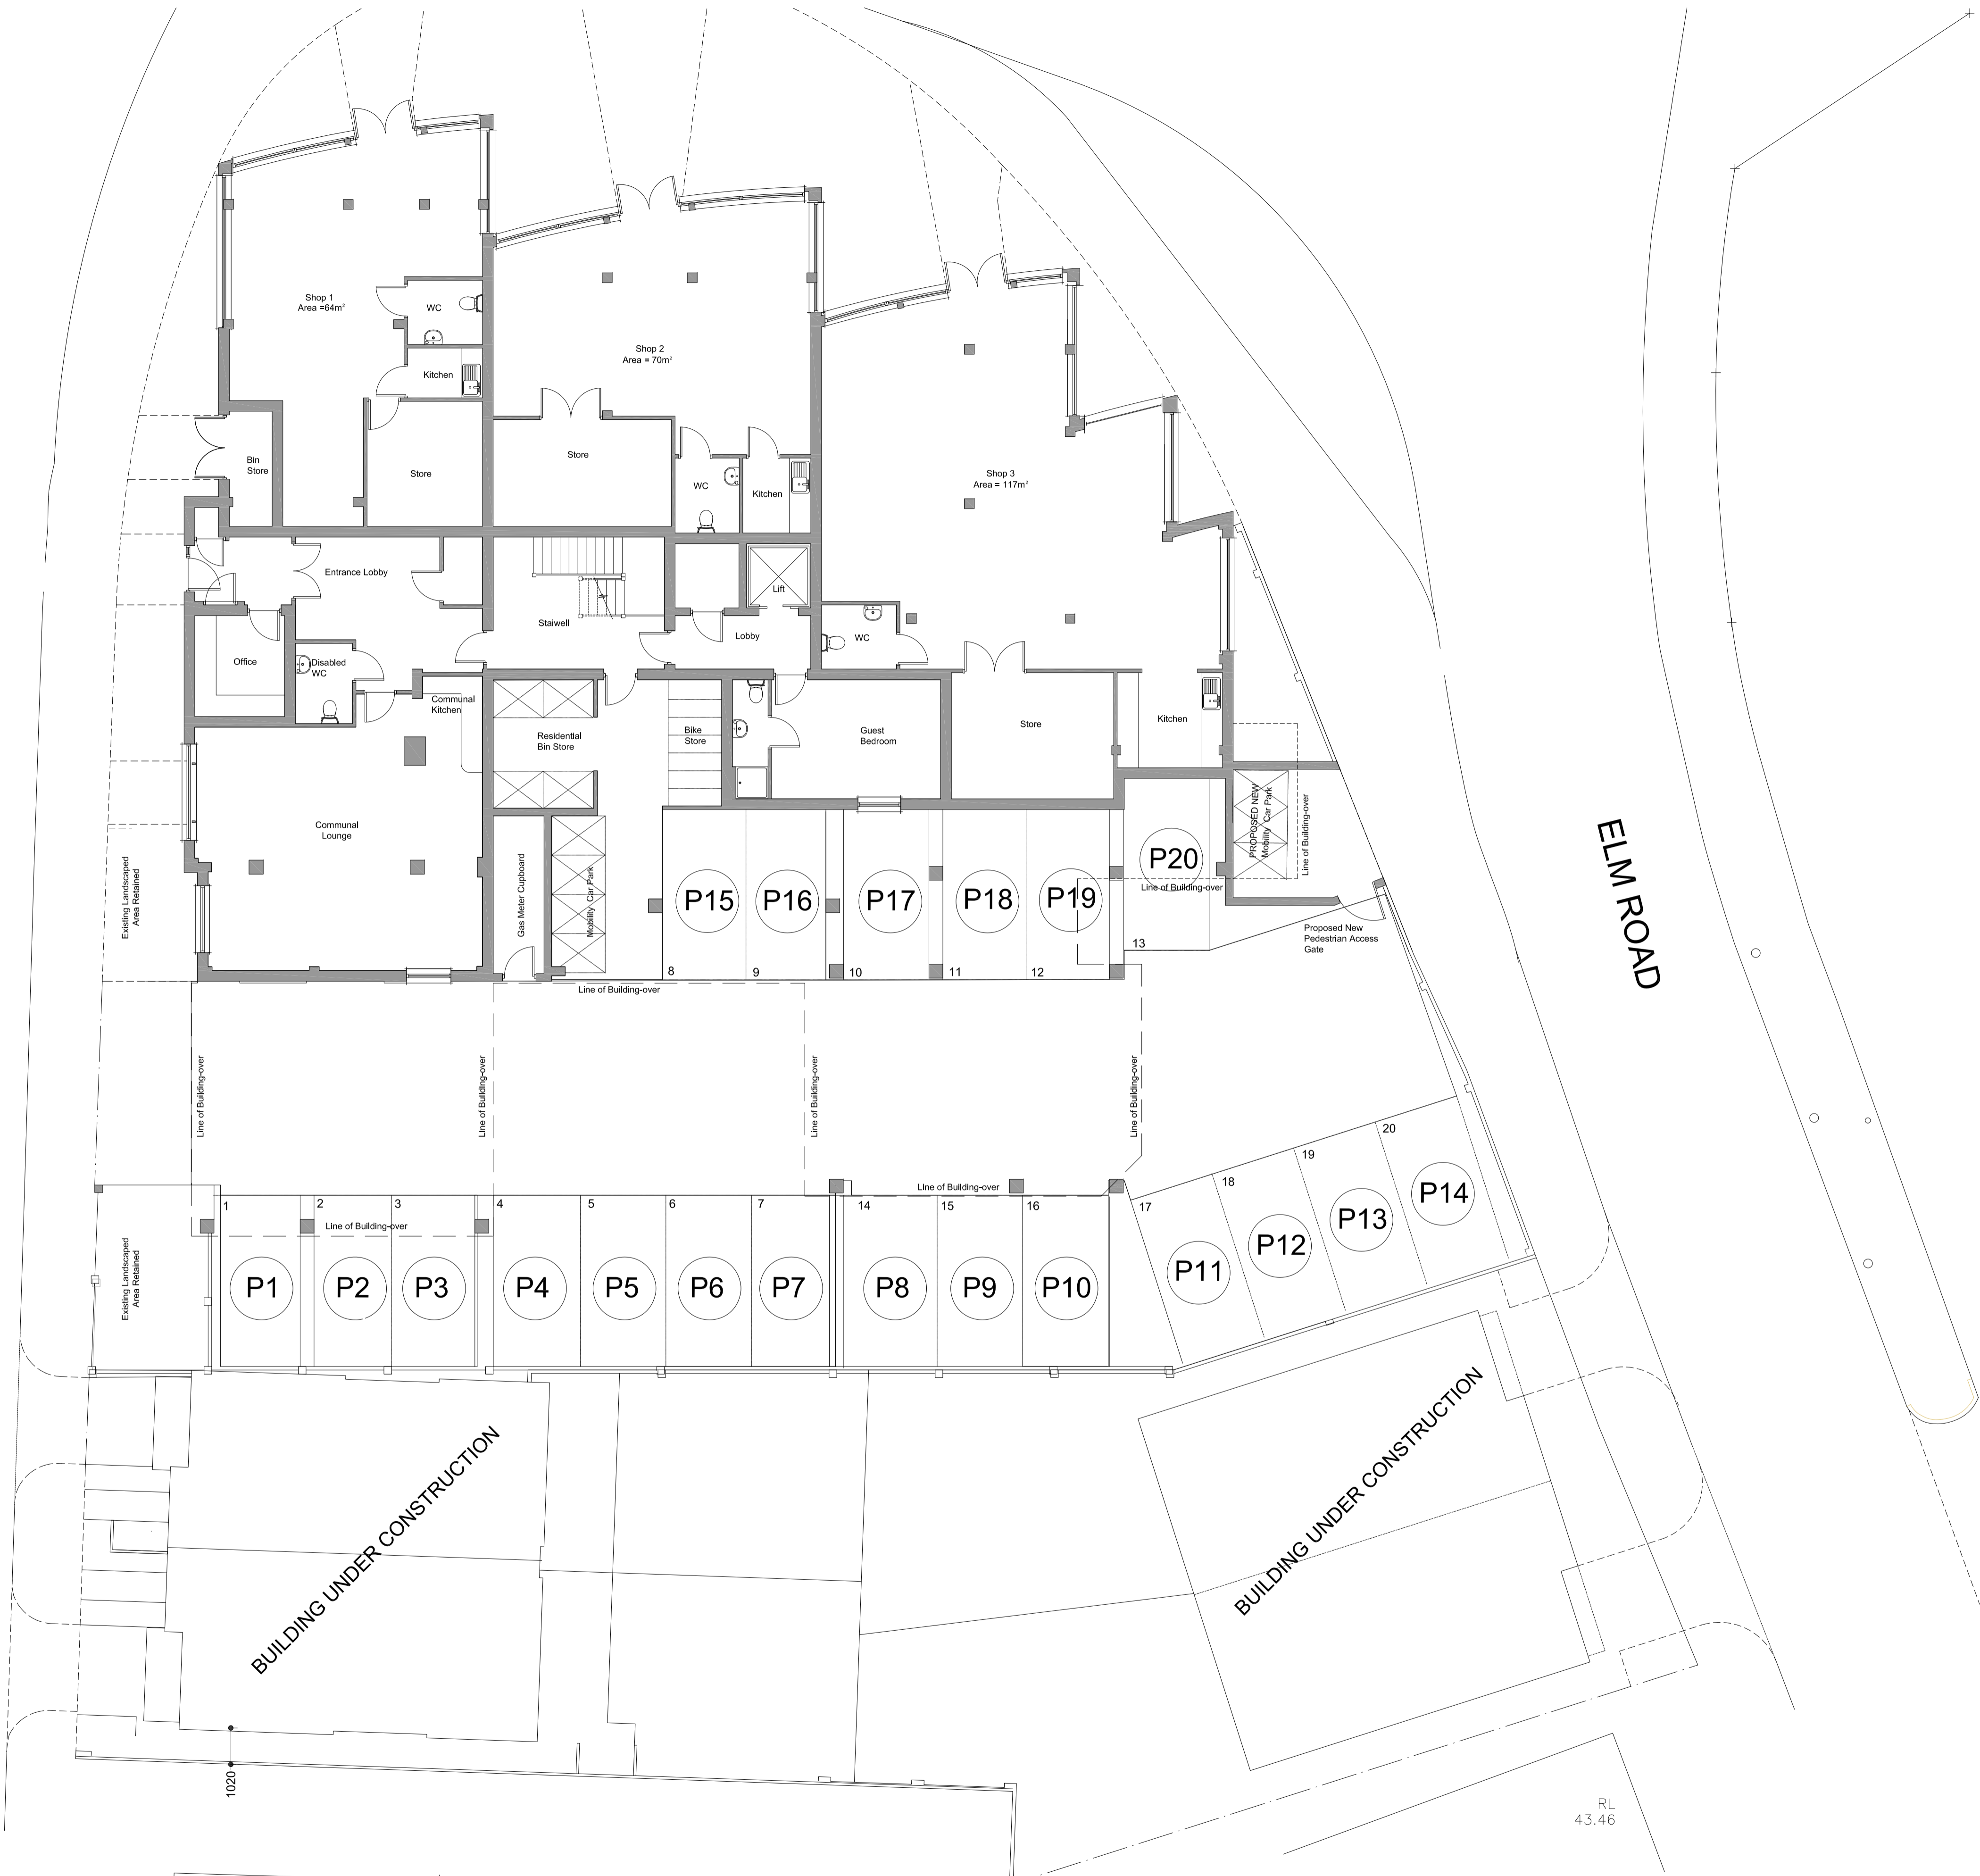 Shop 1
Area =64m²
WC
Kitchen
Shop 2
Area = 70m²
Bin
Store
Store
Store
WC
Kitchen
Shop 3
Area = 117m²
Entrance Lobby
Staiwell
Lift
Lobby
WC
Office
Disabled
WC
Communal
Kitchen
Residential
Bin Store
Bike
Store
Guest
Bedroom
Store
Kitchen
Communal
Lounge
Existing Landscaped
Area Retained
Gas Meter Cupboard
Mobility Car Park
PROPOSED NEW
Mobility Car Park
Line of Building-over
ELM ROAD
P15
P16
P17
P18
P19
P20
Line of Building-over
8
9
10
11
12
13
Proposed New
Pedestrian Access
Gate
Line of Building-over
Line of Building-over
Line of Building-over
Line of Building-over
Line of Building-over
Line of Building-over
1
2
3
4
5
6
7
14
15
16
17
18
19
20
Line of Building-over
Existing Landscaped
Area Retained
P1
P2
P3
P4
P5
P6
P7
P8
P9
P10
P11
P12
P13
P14
BUILDING UNDER CONSTRUCTION
BUILDING UNDER CONSTRUCTION
1020
RL
43.46